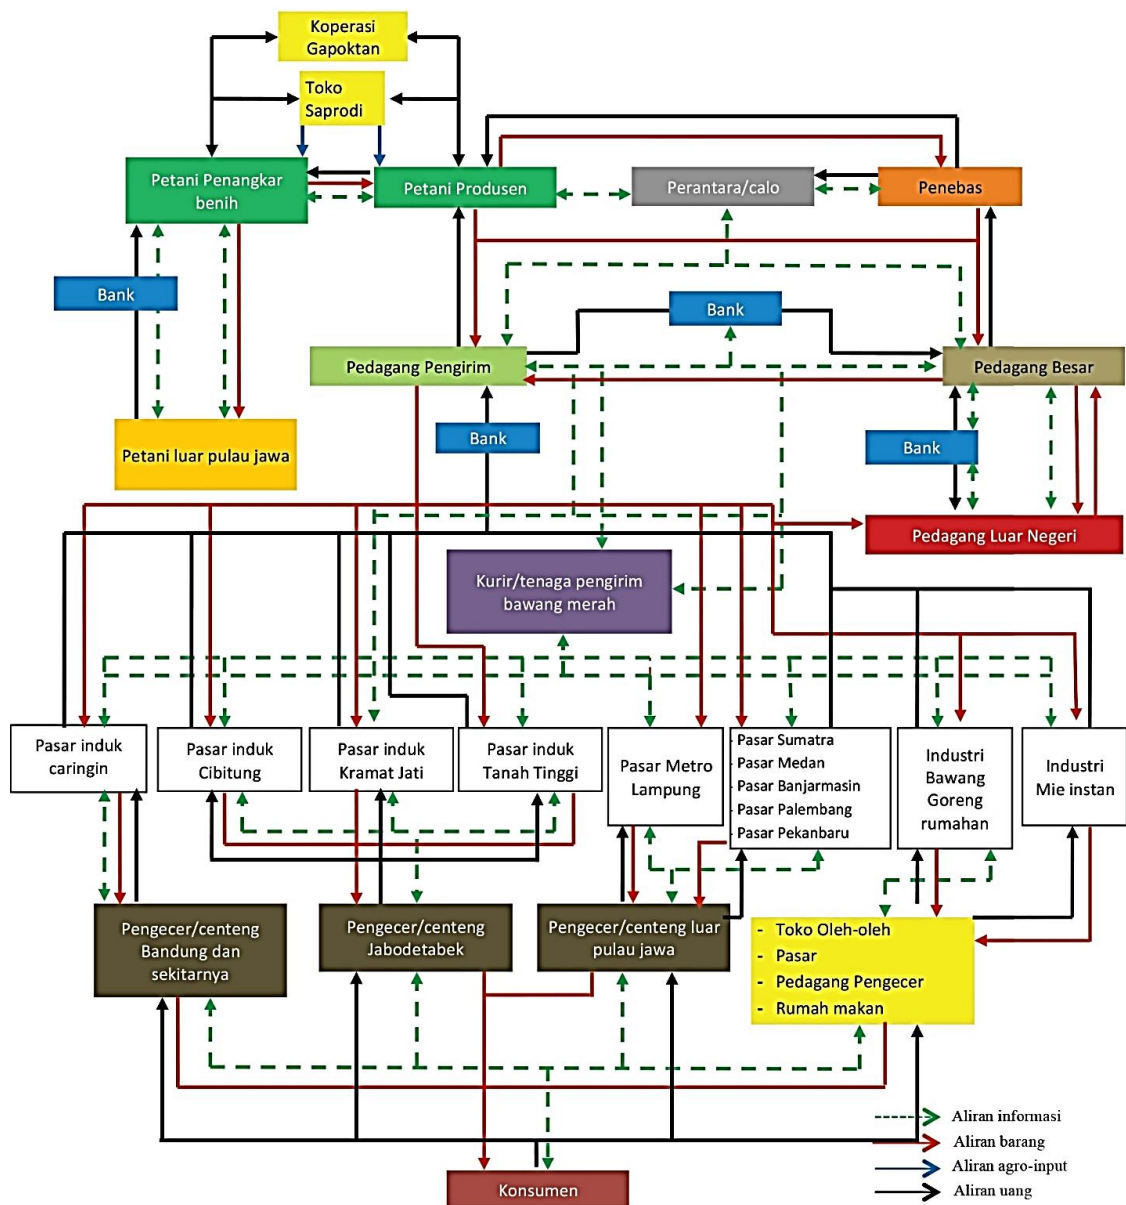 Koperasi
Gapoktan
Toko
Saprodi
Petani Penangkar
benih
Petani Produsen
Perantara/calo
Penebas
Bank
Bank
Pedagang Pengirim
Pedagang Besar
Petani luar pulau jawa
Bank
Bank
Pedagang Luar Negeri
Kurir/tenaga pengirim
bawang merah
Pasar induk
caringin
Pasar induk
Cibitung
Pasar induk
Kramat Jati
Pasar induk
Tanah Tinggi
Pasar Metro
Lampung
- Pasar Sumatra
- Pasar Medan
- Pasar Banjarmasin
- Pasar Palembang
- Pasar Pekanbaru
Industri
Bawang
Goreng
rumahan
Industri
Mie instan
Pengecer/centeng
Bandung dan
sekitarnya
Pengecer/centeng
Jabodetabek
Pengecer/centeng luar
pulau jawa
- Toko Oleh-oleh
- Pasar
- Pedagang Pengecer
- Rumah makan
Konsumen
Aliran informasi
Aliran barang
Aliran agro-input
Aliran uang